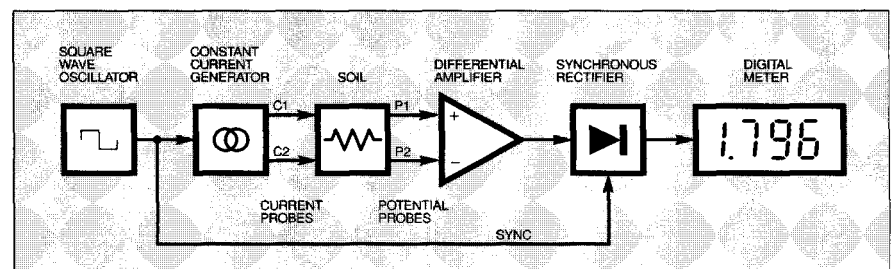 SQUARE
WAVE
OSCILLATOR
CONSTANT
CURRENT
GENERATOR
SOIL
DIFFERENTIAL
AMPLIFIER
SYNCHRONOUS
RECTIFIER
DIGITAL
METER
C1
C2
P1
P2
+
−
1.796
CURRENT
PROBES
POTENTIAL
PROBES
SYNC